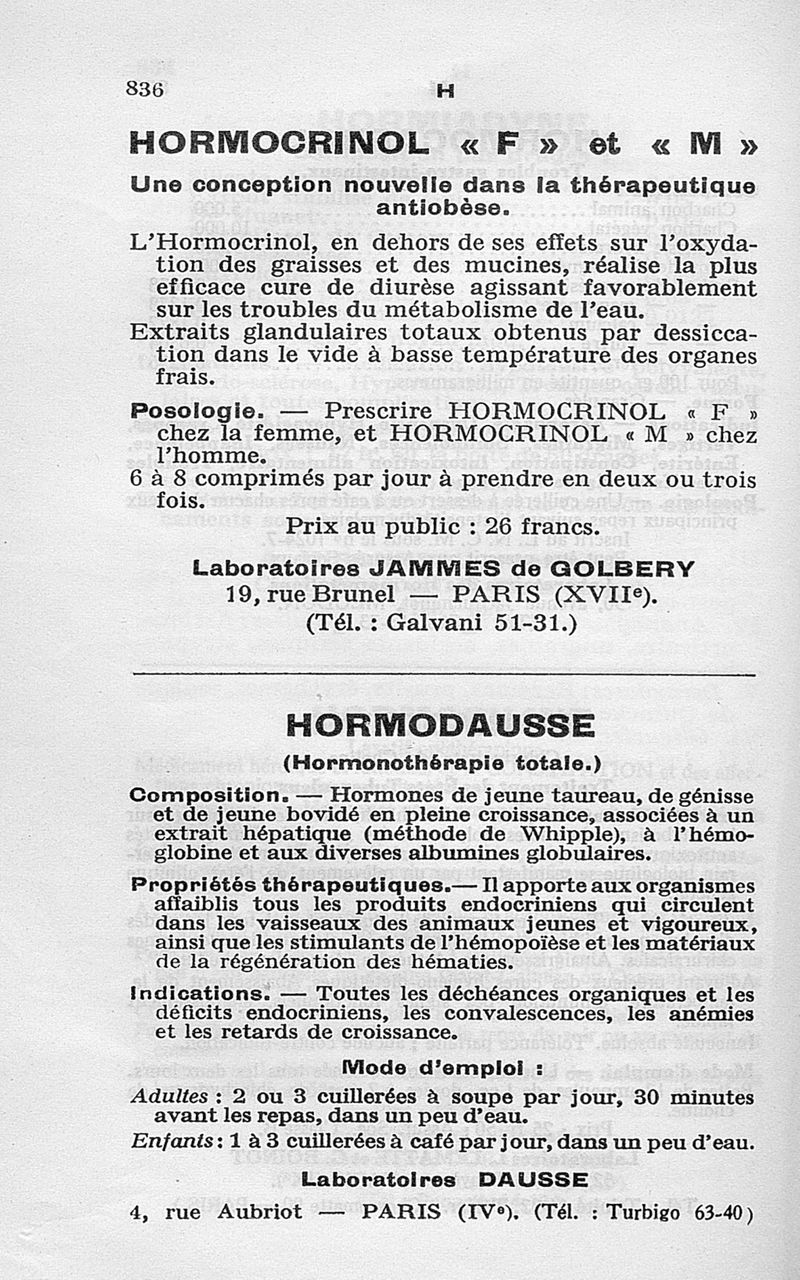 836
H
HORMOCRINOL « F » et « M »
Une conception nouvelle dans la thérapeutique
antiobèse.
L'Hormocrinol, en dehors de ses effets sur l'oxyda-
tion des graisses et des mucines, réalise la plus
efficace cure de diurèse agissant favorablement
sur les troubles du métabolisme de l'eau.
Extraits glandulaires totaux obtenus par dessicca-
tion dans le vide à basse température des organes
frais.
Posologie. — Prescrire HORMOCRINOL « F »
chez la femme, et HORMOCRINOL « M » chez
l'homme.
6 à 8 comprimés par jour à prendre en deux ou trois
fois.
Prix au public : 26 francs.
Laboratoires JAMMES de GOLBERY
19, rue Brunel — PARIS (XVIIe).
(Tél. : Galvani 51-31.)
HORMODAUSSE
(Hormonothérapie totale.)
Composition. — Hormones de jeune taureau, de génisse
et de jeune bovidé en pleine croissance, associées à un
extrait hépatique (méthode de Whipple), à l'hémo-
globine et aux diverses albumines globulaires.
Propriétés thérapeutiques.— Il apporte aux organismes
affaiblis tous les produits endocriniens qui circulent
dans les vaisseaux des animaux jeunes et vigoureux,
ainsi que les stimulants de l'hémopoïèse et les matériaux
de la régénération des hématies.
Indications. — Toutes les déchéances organiques et les
déficits endocriniens, les convalescences, les anémies
et les retards de croissance.
Mode d'emploi :
Adultes : 2 ou 3 cuillerées à soupe par jour, 30 minutes
avant les repas, dans un peu d'eau.
Enfants : 1 à 3 cuillerées à café par jour, dans un peu d'eau.
Laboratoires DAUSSE
4, rue Aubriot — PARIS (IVe). (Tél. : Turbigo 63-40)